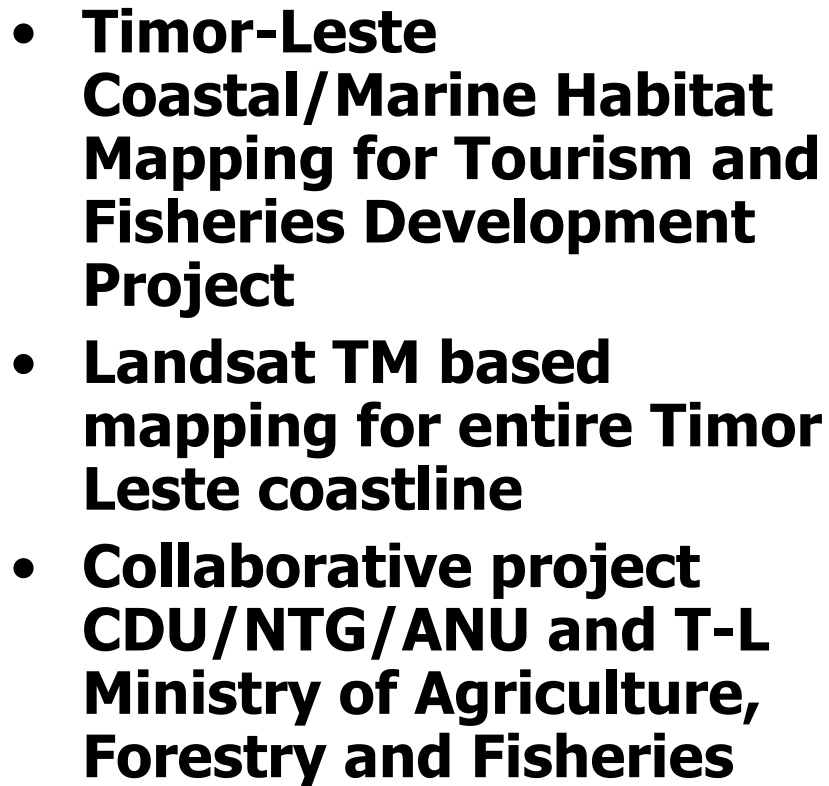 • Timor-Leste
Coastal/Marine Habitat
Mapping for Tourism and
Fisheries Development
Project
• Landsat TM based
mapping for entire Timor
Leste coastline
• Collaborative project
CDU/NTG/ANU and T-L
Ministry of Agriculture,
Forestry and Fisheries